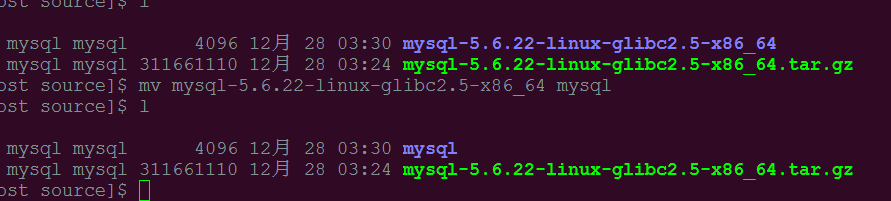 ost source]$ l
mysql mysql 4096 12月 28 03:30 mysql-5.6.22-linux-glibc2.5-x86_64
mysql mysql 311661110 12月 28 03:24 mysql-5.6.22-linux-glibc2.5-x86_64.tar.gz
ost source]$ mv mysql-5.6.22-linux-glibc2.5-x86_64 mysql
ost source]$ l
mysql mysql 4096 12月 28 03:30 mysql
mysql mysql 311661110 12月 28 03:24 mysql-5.6.22-linux-glibc2.5-x86_64.tar.gz
ost source]$